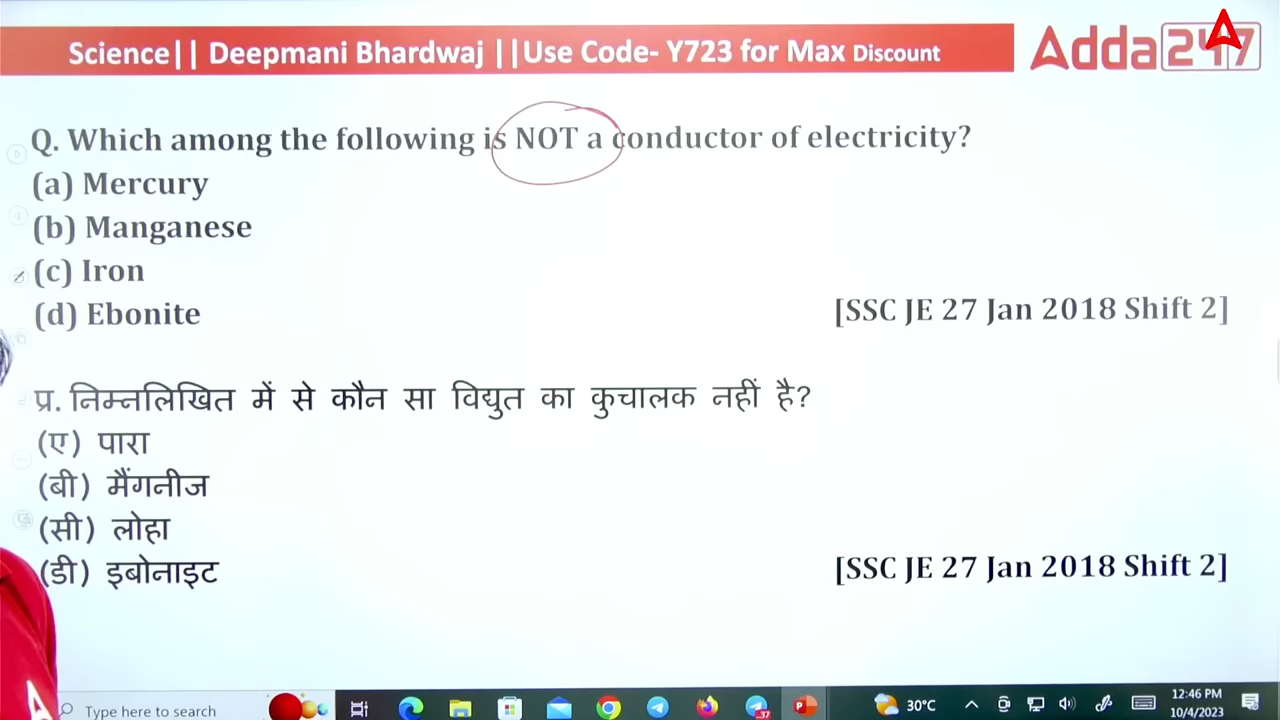 Science|| Deepmani Bhardwaj ||Use Code- Y723 for Max Discount
Adda247
Q. Which among the following is NOT a conductor of electricity?
(a) Mercury
(b) Manganese
(c) Iron
(d) Ebonite
[SSC JE 27 Jan 2018 Shift 2]
प्र. निम्नलिखित में से कौन सा विद्युत का कुचालक नहीं है?
(ए) पारा
(बी) मैंगनीज
(सी) लोहा
(डी) इबोनाइट
[SSC JE 27 Jan 2018 Shift 2]
Type here to search
37
30°C
12:46 PM
10/4/2023